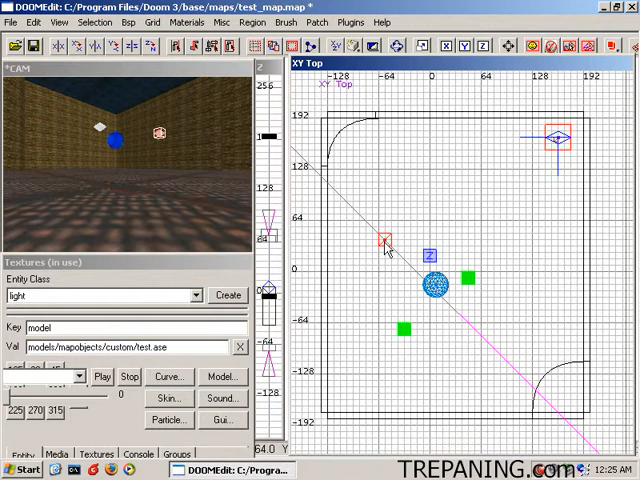 DOOMEdit: C:/Program Files/Doom 3/base/maps/test_map.map *
File View Selection Bsp Grid Textures Misc Region Brush Patch Plugins Help
*CAM
Z
XY Top
-128 -64 0 64 128 192
XY Top
256
128
64
0
-64
-128
192
128
64
0
-64
-128
-192
Z
Textures (in use)
Entity Class
light
Create
Key model
Val models/mapobjects/custom/test.ase X
Play Stop Curve... Model...
0
Skin... Sound...
225 270 315
Particle... Gui...
Entity Media Textures Console Groups
64.0
Start
DOOMEdit: C:/Progra...
12:25 AM
TREPANING.com